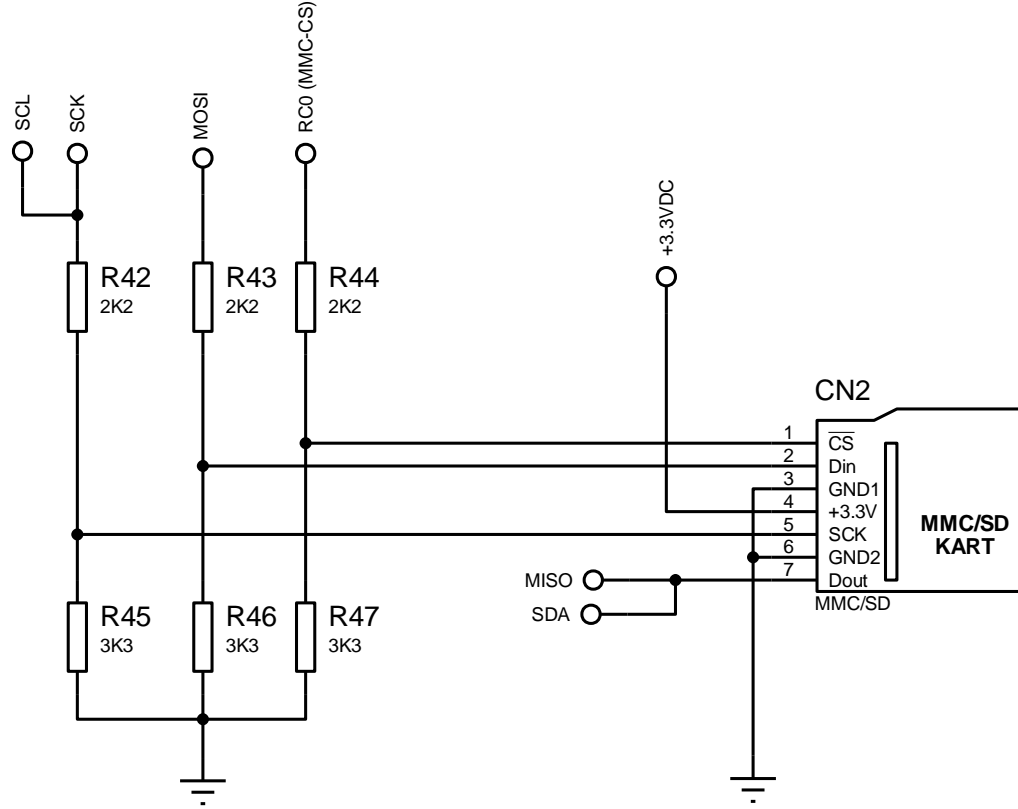 SCL
SCK
MOSI
RC0 (MMC-CS)
+3.3VDC
R42
2K2
R43
2K2
R44
2K2
CN2
1
CS
2
Din
3
GND1
4
+3.3V
5
SCK
6
GND2
7
Dout
MMC/SD
KART
MMC/SD
MISO
SDA
R45
3K3
R46
3K3
R47
3K3